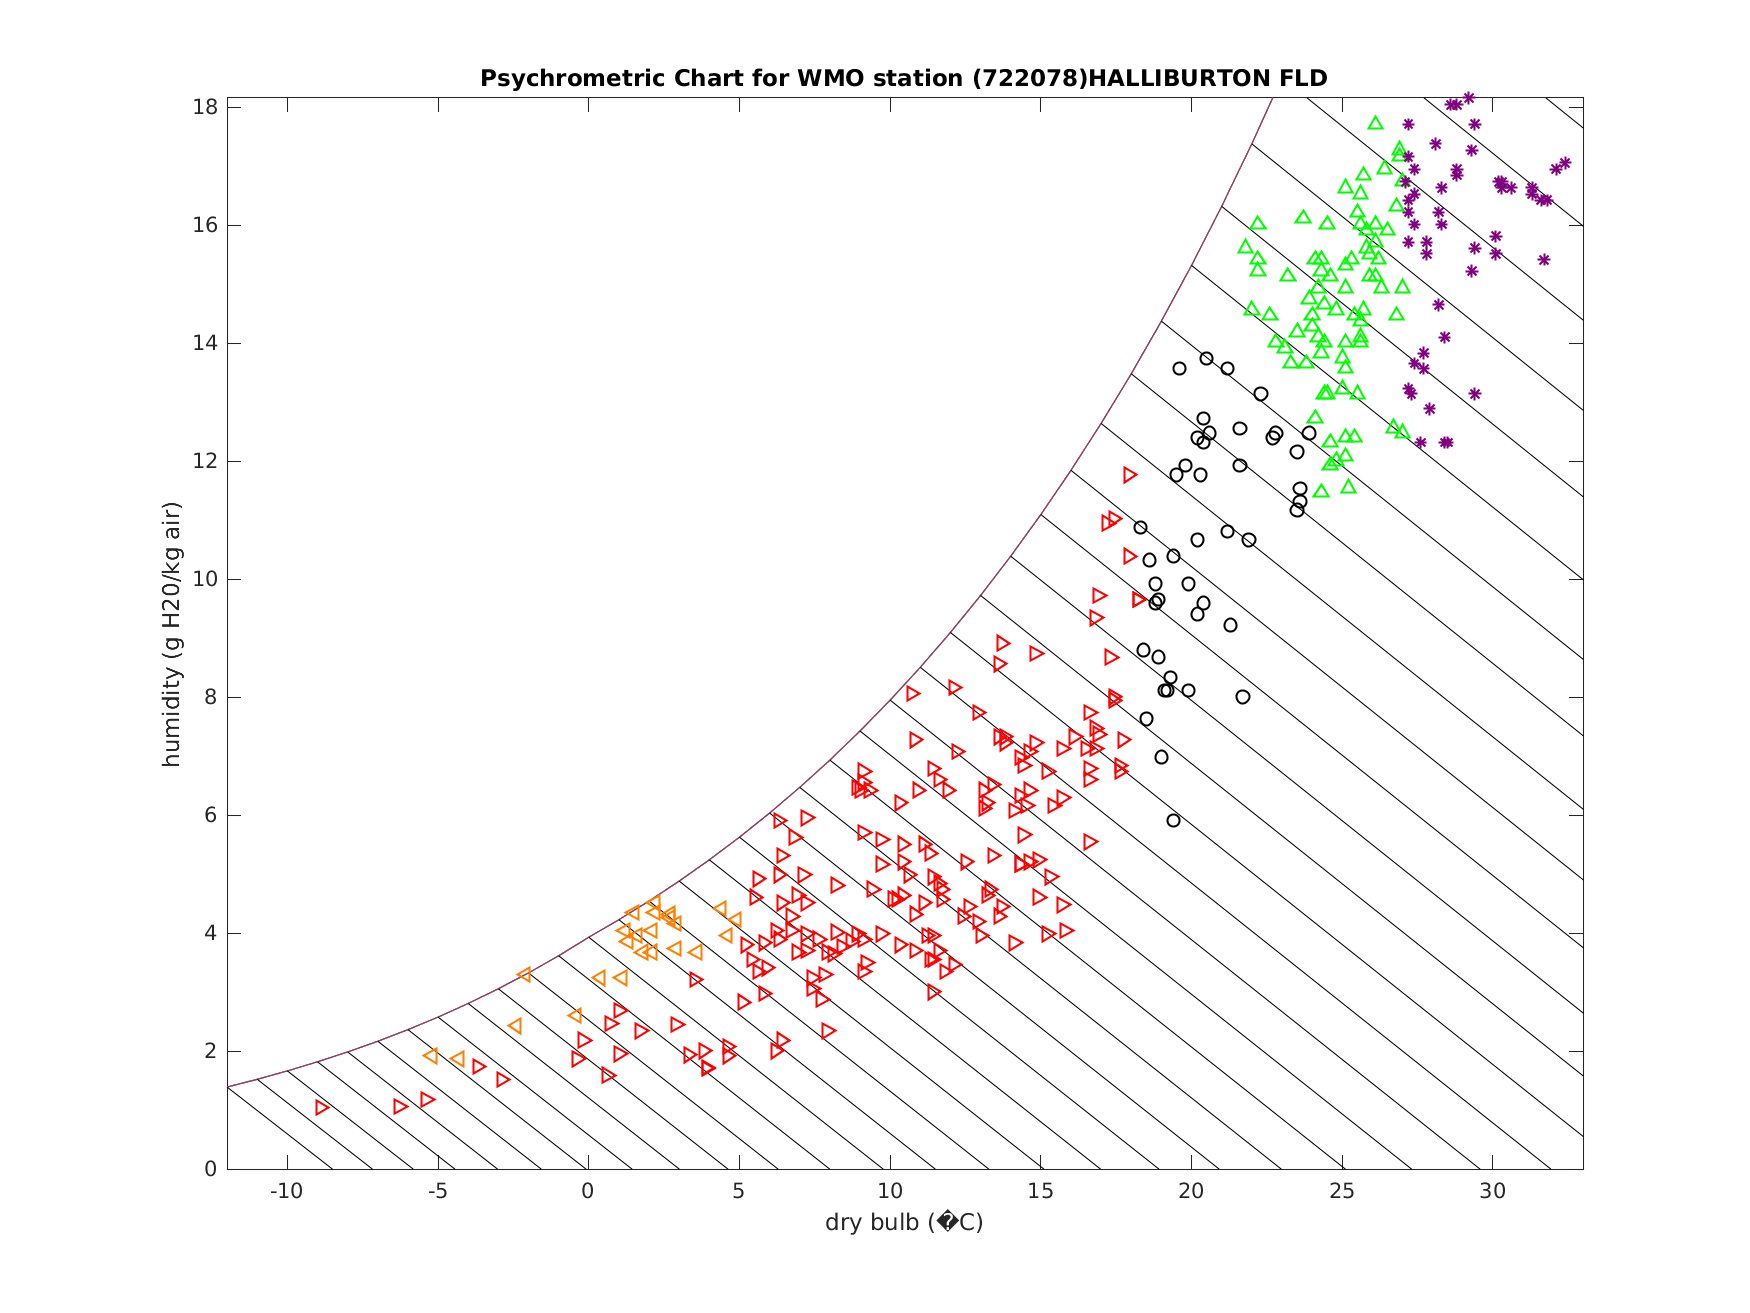 Psychrometric Chart for WMO station (722078)HALLIBURTON FLD
18
16
14
12
10
8
6
4
2
0
humidity (g H20/kg air)
-10 -5 0 5 10 15 20 25 30
dry bulb (�C)